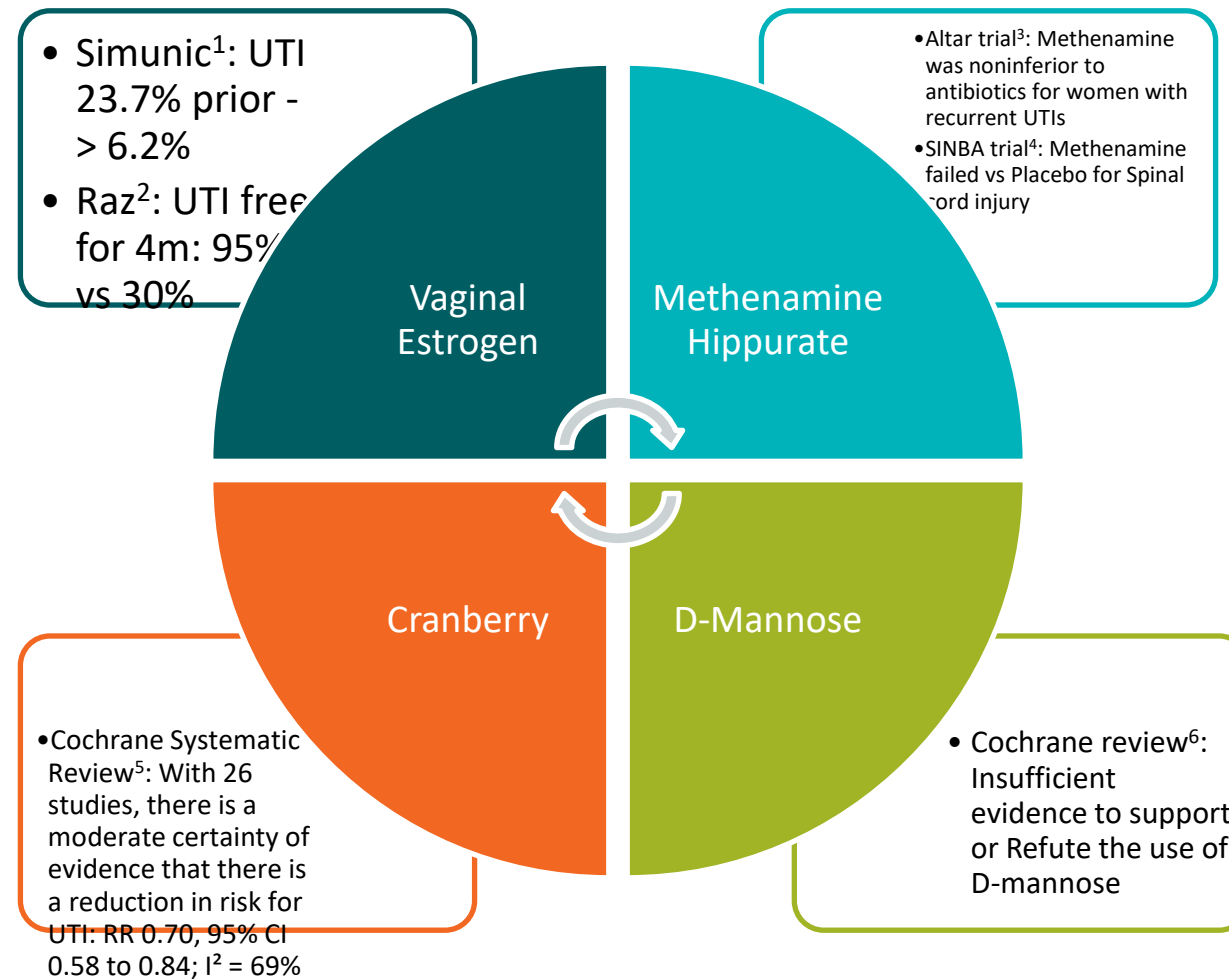 • Simunic¹: UTI
23.7% prior -
> 6.2%
• Raz²: UTI free
for 4m: 95%
vs 30%
•Altar trial³: Methenamine
was noninferior to
antibiotics for women with
recurrent UTIs
•SINBA trial⁴: Methenamine
failed vs Placebo for Spinal
cord injury
Vaginal
Estrogen
Methenamine
Hippurate
Cranberry
D-Mannose
•Cochrane Systematic
Review⁵: With 26
studies, there is a
moderate certainty of
evidence that there is
a reduction in risk for
UTI: RR 0.70, 95% CI
0.58 to 0.84; I² = 69%
• Cochrane review⁶:
Insufficient
evidence to support
or Refute the use of
D-mannose